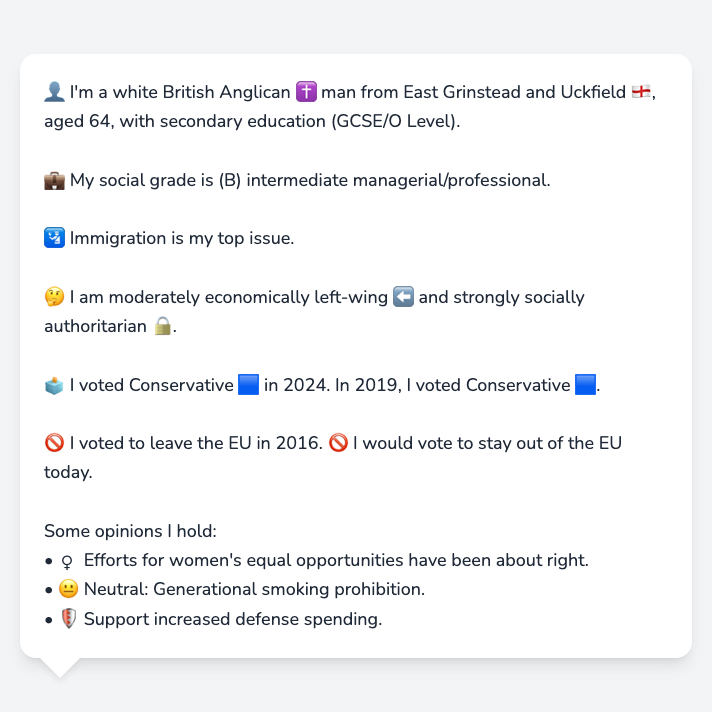 👤 I'm a white British Anglican ✝️ man from East Grinstead and Uckfield 🏴󠁧󠁢󠁥󠁮󠁧󠁿,
aged 64, with secondary education (GCSE/O Level).
💼 My social grade is (B) intermediate managerial/professional.
🛂 Immigration is my top issue.
🤔 I am moderately economically left-wing ⬅️ and strongly socially
authoritarian 🔒.
🗳️ I voted Conservative 🟦 in 2024. In 2019, I voted Conservative 🟦.
🚫 I voted to leave the EU in 2016. 🚫 I would vote to stay out of the EU
today.
Some opinions I hold:
• ♀ Efforts for women's equal opportunities have been about right.
• 😐 Neutral: Generational smoking prohibition.
• 🛡️ Support increased defense spending.